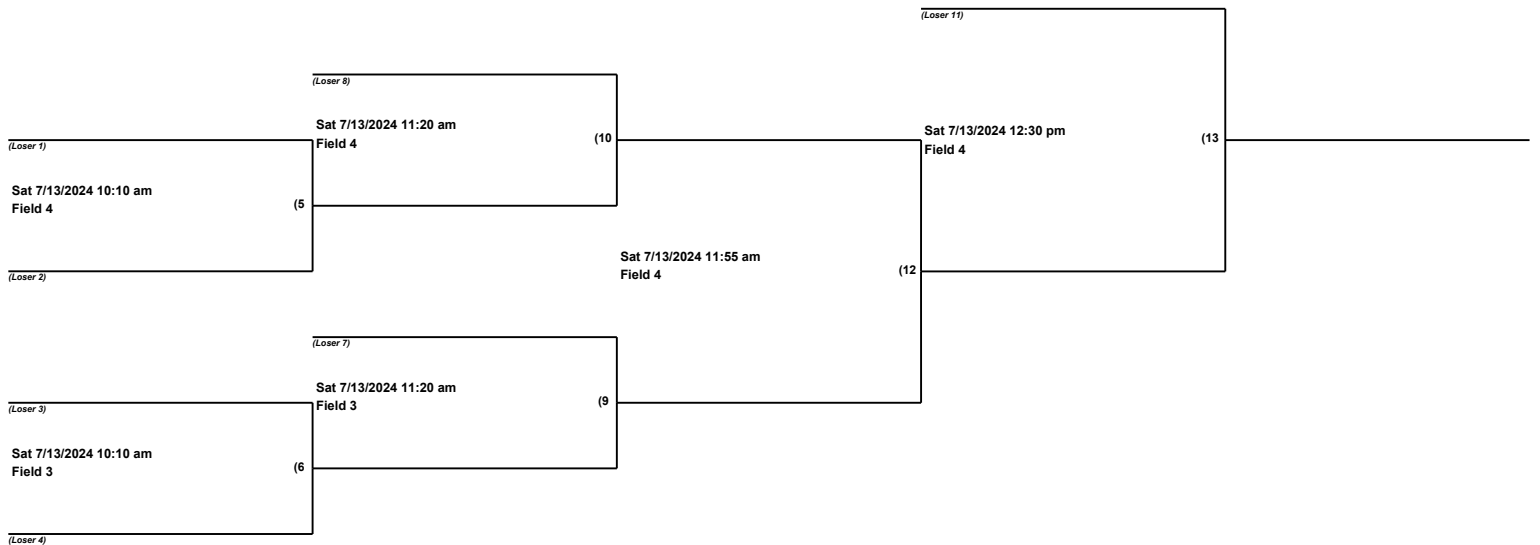 (Loser 11)
(Loser 8)
Sat 7/13/2024 11:20 am
Field 4
(10
Sat 7/13/2024 12:30 pm
Field 4
(13
(Loser 1)
Sat 7/13/2024 10:10 am
Field 4
(5
(Loser 2)
Sat 7/13/2024 11:55 am
Field 4
(12
(Loser 7)
Sat 7/13/2024 11:20 am
Field 3
(9
(Loser 3)
Sat 7/13/2024 10:10 am
Field 3
(6
(Loser 4)